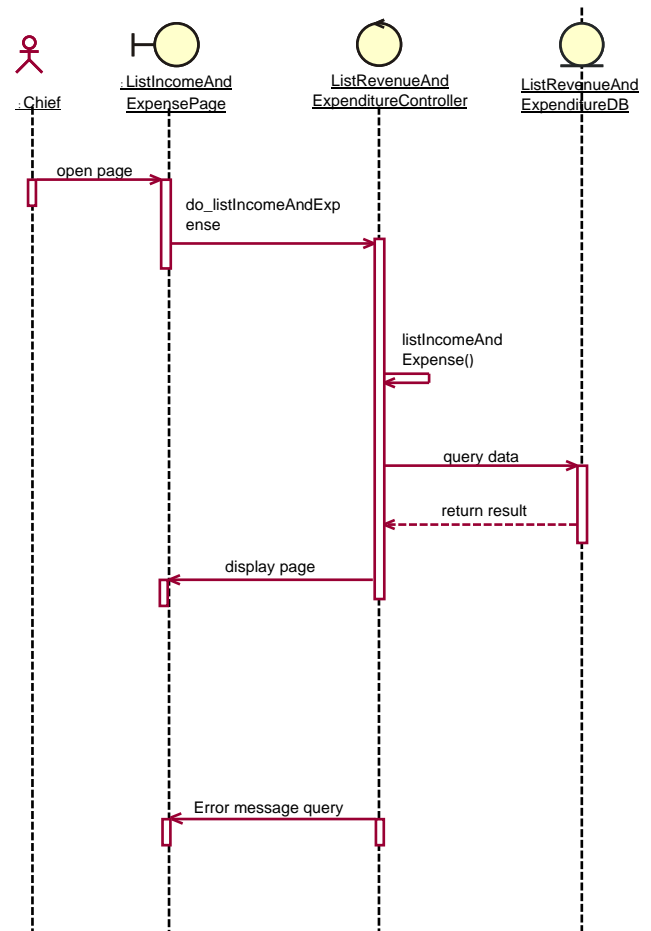 : Chief
: ListIncomeAnd
ExpensePage
ListRevenueAnd
ExpenditureController
ListRevenueAnd
ExpenditureDB
open page
do_listIncomeAndExp
ense
listIncomeAnd
Expense()
query data
return result
display page
Error message query